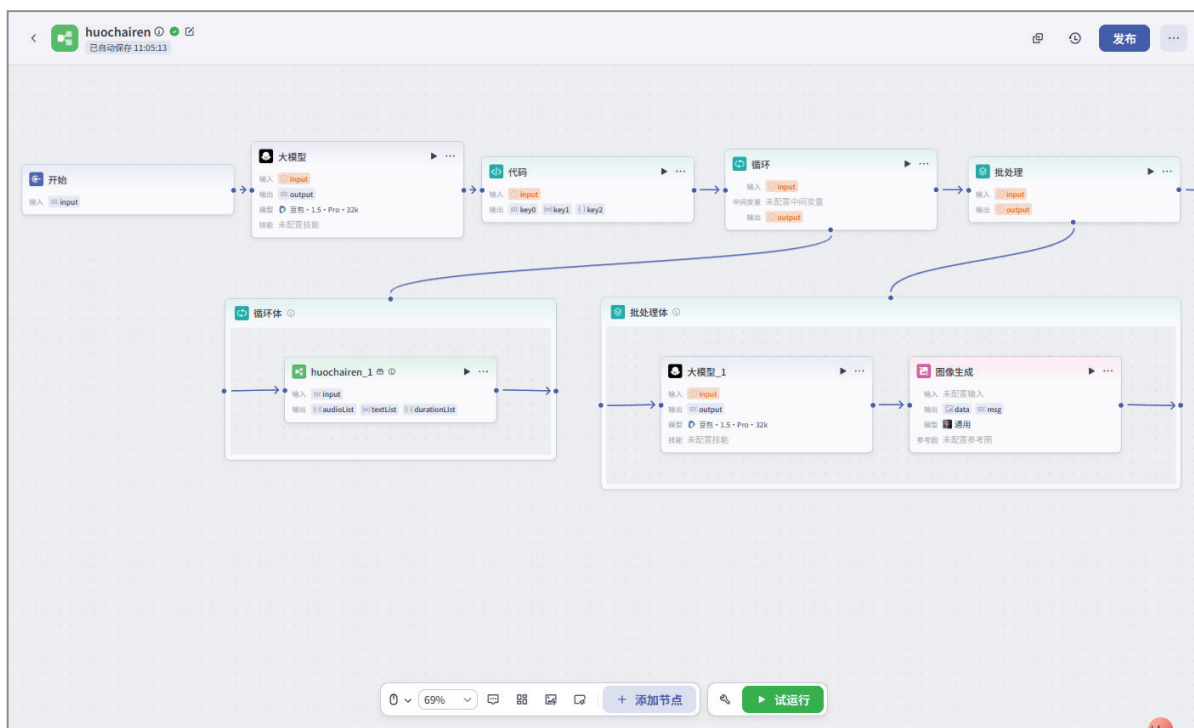 huochairen
已自动保存 11:05:13
发布
开始
输入 str. input
大模型
输入 input
输出 str. output
模型 豆包·1.5·Pro·32k
技能 未配置技能
代码
输入 input
输出 str. key0 [str] key1 {} key2
循环
输入 input
中间变量 未配置中间变量
输出 output
批处理
输入 input
输出 output
循环体
huochairen_1
输入 str. input
输出 audioList textList durationList
批处理体
大模型_1
输入 input
输出 str. output
模型 豆包·1.5·Pro·32k
技能 未配置技能
图像生成
输入 未配置输入
输出 data str. msg
模型 通用
参考图 未配置参考图
69%
+ 添加节点
试运行